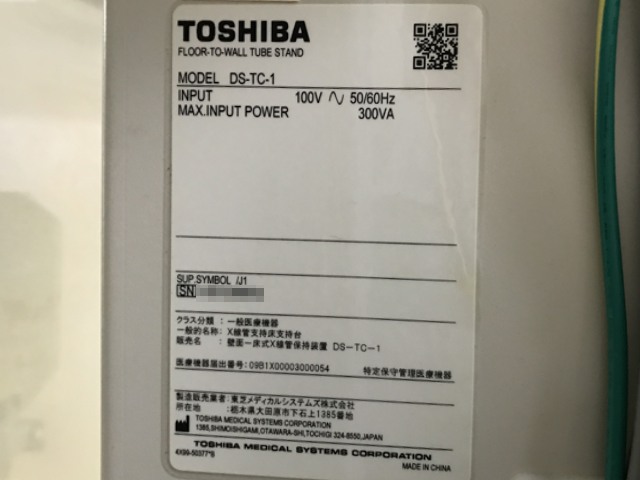 TOSHIBA
FLOOR-TO-WALL TUBE STAND
MODEL DS-TC-1
INPUT 100V ∿ 50/60Hz
MAX.INPUT POWER 300VA
SUP.SYMBOL /J1
SN
クラス分類 : 一般医療機器
一般的名称: X線管支持床支持台
販売名 : 壁面-床式X線管保持装置 DS-TC-1
医療機器届出番号: 09B1X00003000054 特定保守管理医療機器
製造販売業者: 東芝メディカルシステムズ株式会社
所在地 : 栃木県大田原市下石上1385番地
TOSHIBA MEDICAL SYSTEMS CORPORATION
1385,SHIMOISHIGAMI,OTAWARA-SHI,TOCHIGI 324-8550,JAPAN
TOSHIBA MEDICAL SYSTEMS CORPORATION
4X99-50377*B MADE IN CHINA